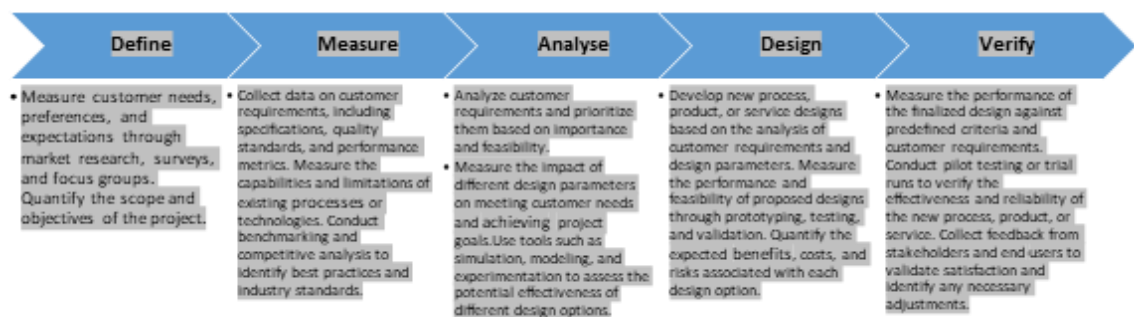 Define
Measure
Analyse
Design
Verify
• Measure customer needs,
preferences, and
expectations through
market research, surveys,
and focus groups.
Quantify the scope and
objectives of the project.
• Collect data on customer
requirements, including
specifications, quality
standards, and performance
metrics. Measure the
capabilities and limitations of
existing processes or
technologies. Conduct
benchmarking and
competitive analysis to
identify best practices and
industry standards.
• Analyze customer
requirements and prioritize
them based on importance
and feasibility.
• Measure the impact of
different design parameters
on meeting customer needs
and achieving project
goals.Use tools such as
simulation, modeling, and
experimentation to assess the
potential effectiveness of
different design options.
• Develop new process,
product, or service designs
based on the analysis of
customer requirements and
design parameters. Measure
the performance and
feasibility of proposed designs
through prototyping, testing,
and validation. Quantify the
expected benefits, costs, and
risks associated with each
design option.
• Measure the performance of
the finalized design against
predefined criteria and
customer requirements.
Conduct pilot testing or trial
runs to verify the
effectiveness and reliability of
the new process, product, or
service. Collect feedback from
stakeholders and end users to
validate satisfaction and
identify any necessary
adjustments.